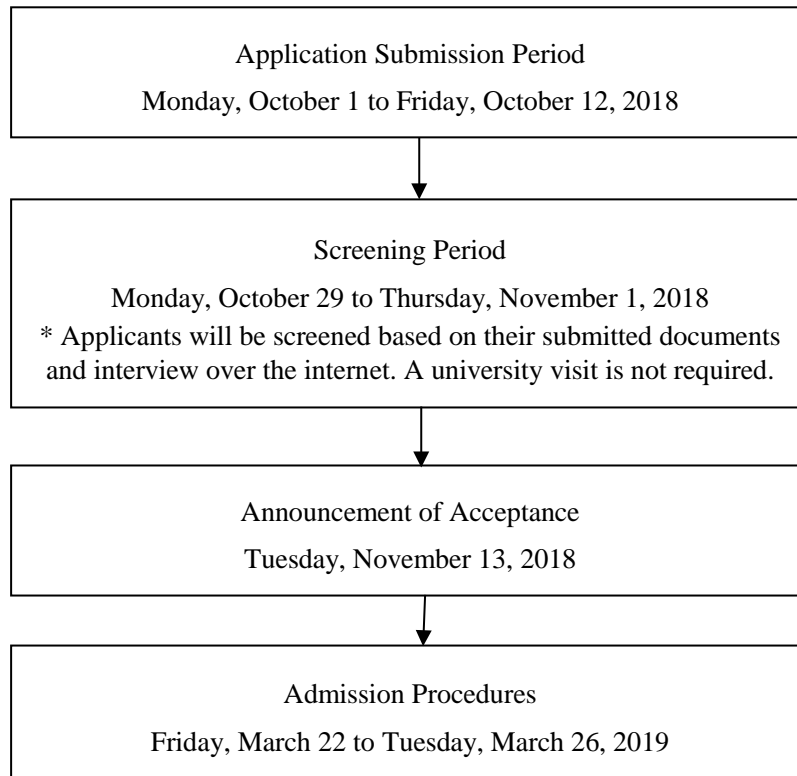 Application Submission Period
Monday, October 1 to Friday, October 12, 2018
Screening Period
Monday, October 29 to Thursday, November 1, 2018
* Applicants will be screened based on their submitted documents
and interview over the internet. A university visit is not required.
Announcement of Acceptance
Tuesday, November 13, 2018
Admission Procedures
Friday, March 22 to Tuesday, March 26, 2019